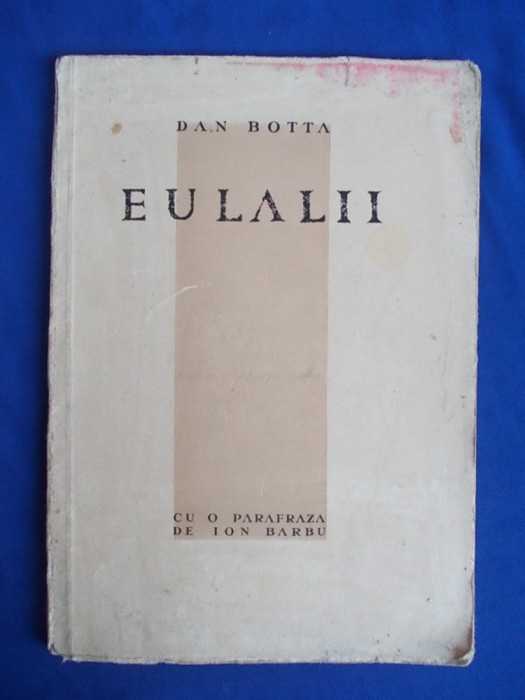 DAN BOTTA
EULALII
CU O PARAFRAZA
DE ION BARBU